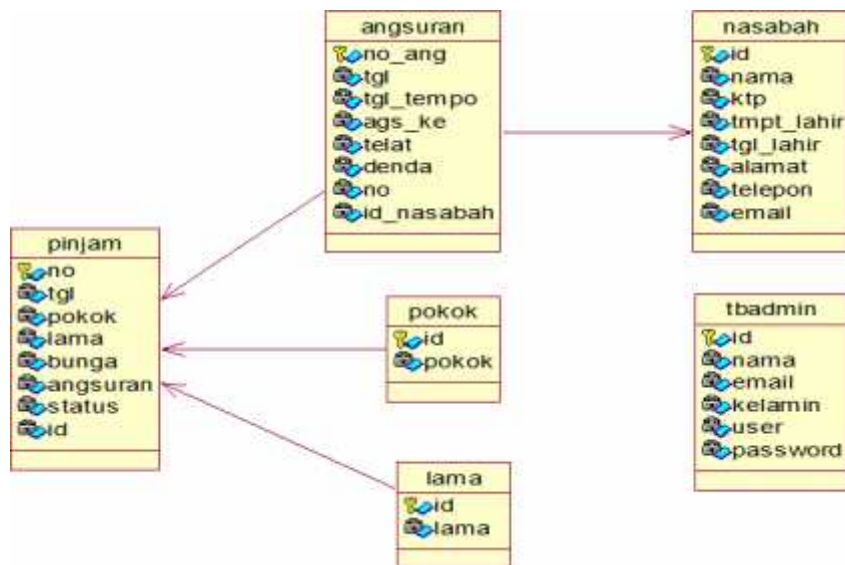 angsuran
no_ang
tgl
tgl_tempo
ags_ke
telat
denda
no
id_nasabah
nasabah
id
nama
ktp
tmpt_lahir
tgl_lahir
alamat
telepon
email
pinjam
no
tgl
pokok
lama
bunga
angsuran
status
id
pokok
id
pokok
tbadmin
id
nama
email
kelamin
user
password
lama
id
lama